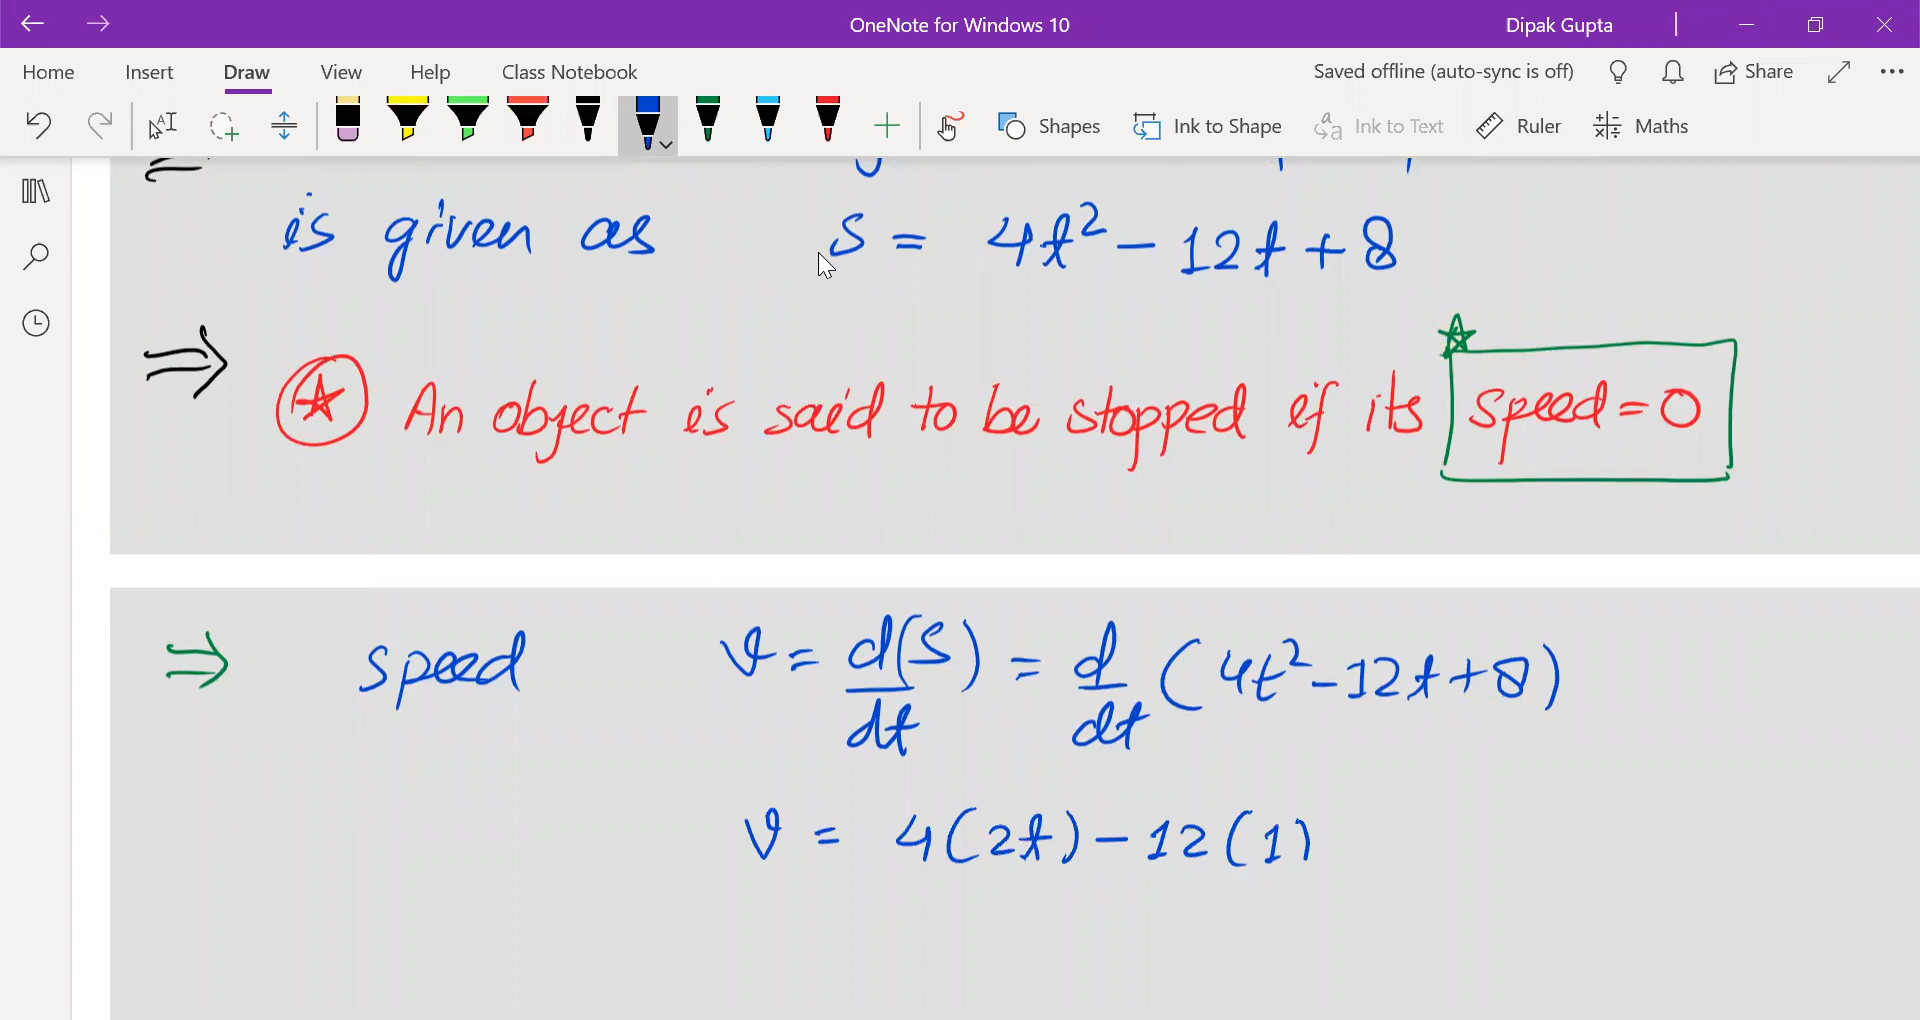 OneNote for Windows 10
Dipak Gupta
Home Insert Draw View Help Class Notebook
Saved offline (auto-sync is off) Share
Shapes Ink to Shape Ink to Text Ruler Maths
is given as s = 4t² - 12t + 8
⇒ An object is said to be stopped if its speed = 0
⇒ speed v = d(s)/dt = d/dt (4t² - 12t + 8)
v = 4(2t) - 12(1)